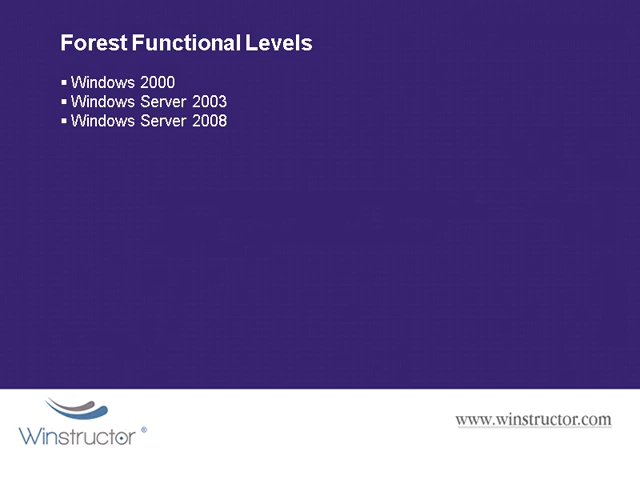 Forest Functional Levels
▪ Windows 2000
▪ Windows Server 2003
▪ Windows Server 2008
Winstructor®
www.winstructor.com